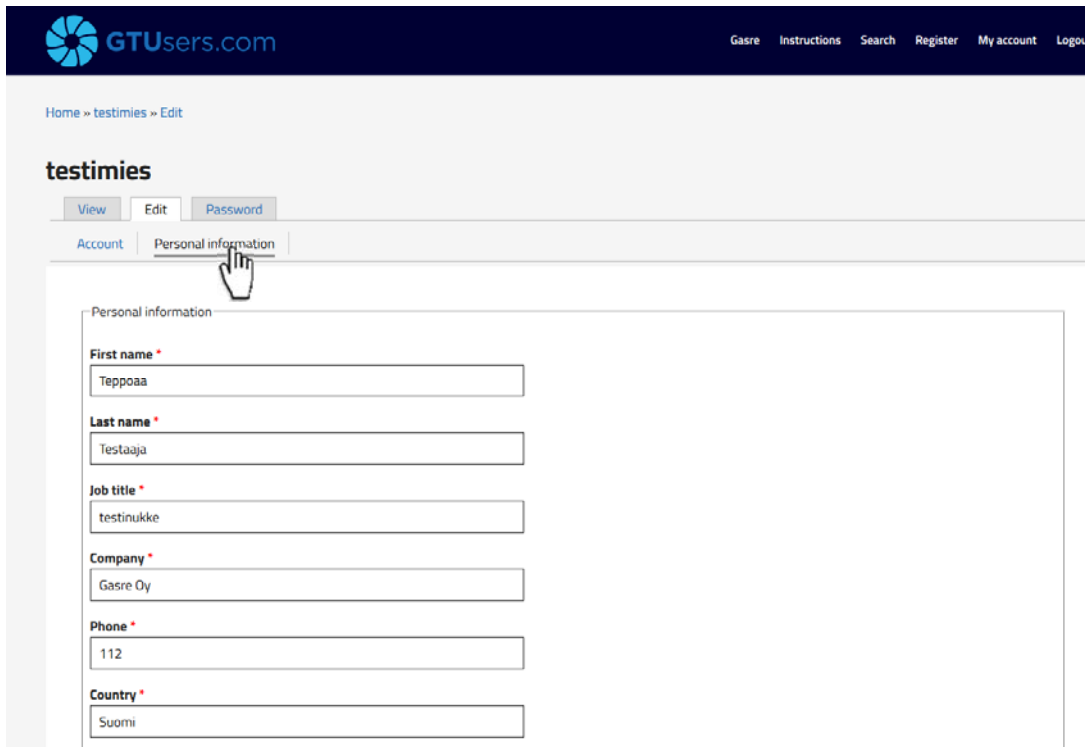 GTUsers.com
Gasre Instructions Search Register My account
Home » testimies » Edit
testimies
View Edit Password
Account Personal information
Personal information
First name *
Teppoaa
Last name *
Testaaja
Job title *
testinukke
Company *
Gasre Oy
Phone *
112
Country *
Suomi